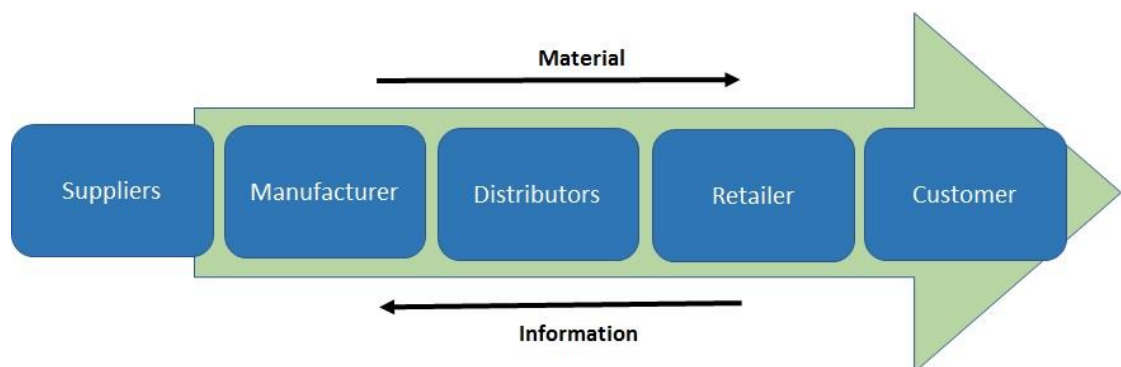 Material
Suppliers
Manufacturer
Distributors
Retailer
Customer
Information